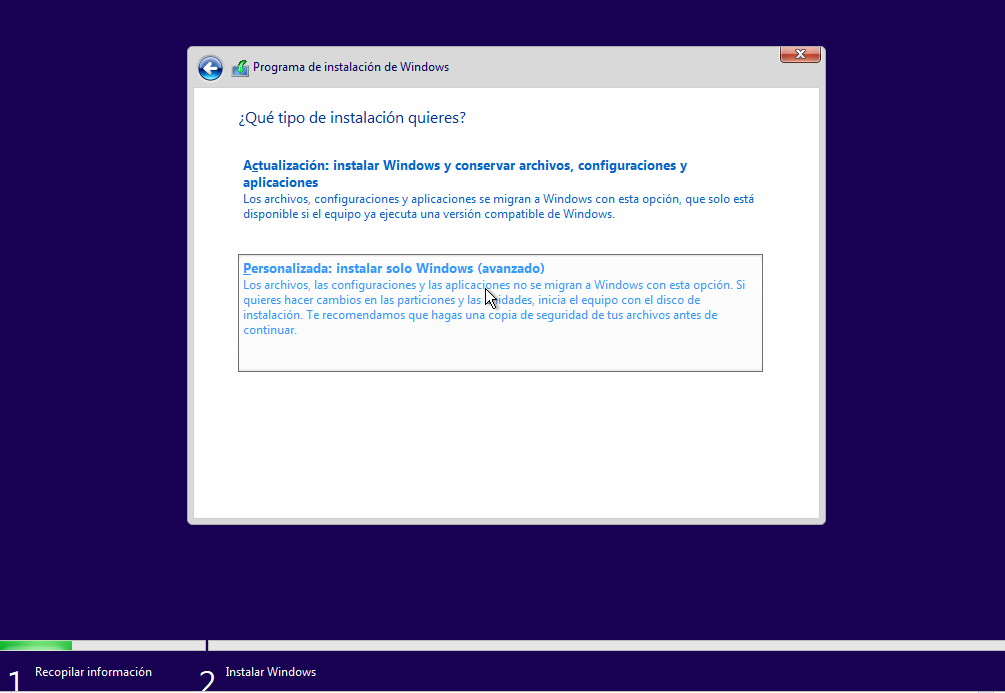 Programa de instalación de Windows
¿Qué tipo de instalación quieres?
Actualización: instalar Windows y conservar archivos, configuraciones y
aplicaciones
Los archivos, configuraciones y aplicaciones se migran a Windows con esta opción, que solo está
disponible si el equipo ya ejecuta una versión compatible de Windows.
Personalizada: instalar solo Windows (avanzado)
Los archivos, las configuraciones y las aplicaciones no se migran a Windows con esta opción. Si
quieres hacer cambios en las particiones y las unidades, inicia el equipo con el disco de
instalación. Te recomendamos que hagas una copia de seguridad de tus archivos antes de
continuar.
1 Recopilar información
2 Instalar Windows